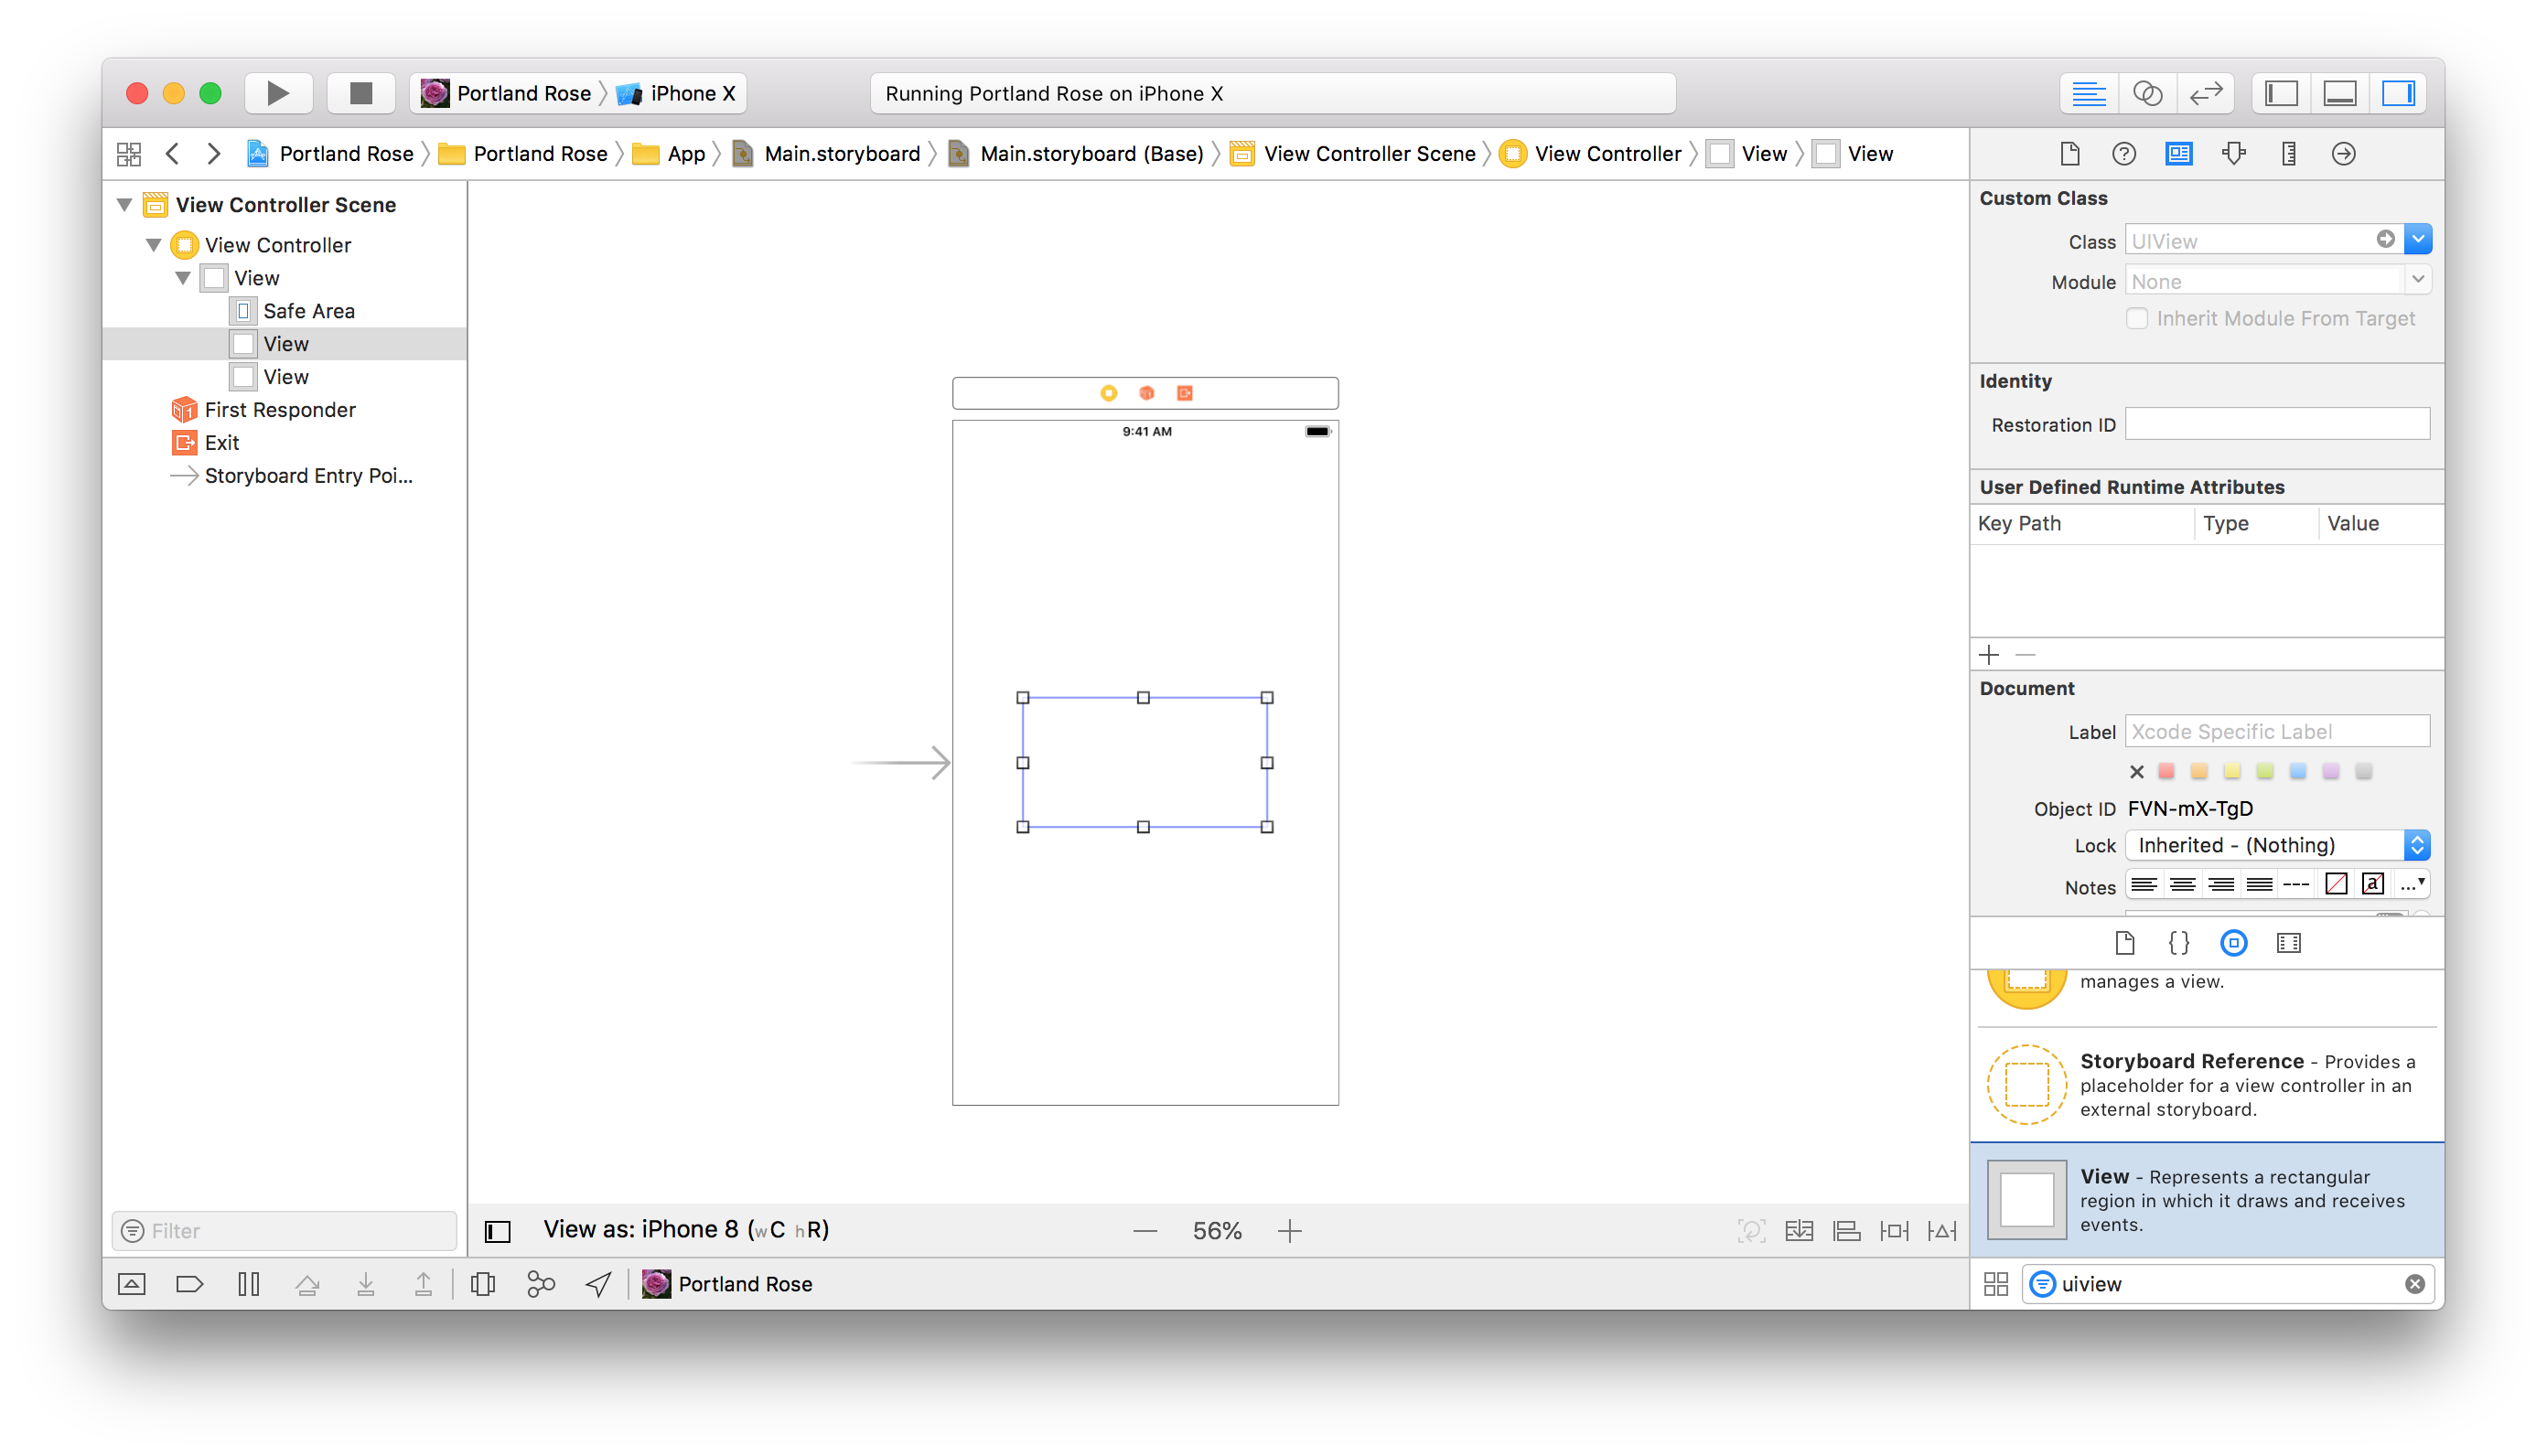 Portland Rose
iPhone X
Running Portland Rose on iPhone X
Portland Rose
Portland Rose
App
Main.storyboard
Main.storyboard (Base)
View Controller Scene
View Controller
View
View
View Controller Scene
View Controller
View
Safe Area
View
View
First Responder
Exit
Storyboard Entry Poi...
Filter
9:41 AM
View as: iPhone 8 (wC hR)
56%
Portland Rose
Custom Class
Class UIView
Module None
Inherit Module From Target
Identity
Restoration ID
User Defined Runtime Attributes
Key Path Type Value
Document
Label Xcode Specific Label
Object ID FVN-mX-TgD
Lock Inherited - (Nothing)
Notes
manages a view.
Storyboard Reference - Provides a
placeholder for a view controller in an
external storyboard.
View - Represents a rectangular
region in which it draws and receives
events.
uiview